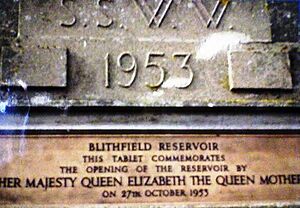 S.S.W.W.
1953
BLITHFIELD RESERVOIR
THIS TABLET COMMEMORATES
THE OPENING OF THE RESERVOIR BY
HER MAJESTY QUEEN ELIZABETH THE QUEEN MOTHER
ON 27TH OCTOBER 1953